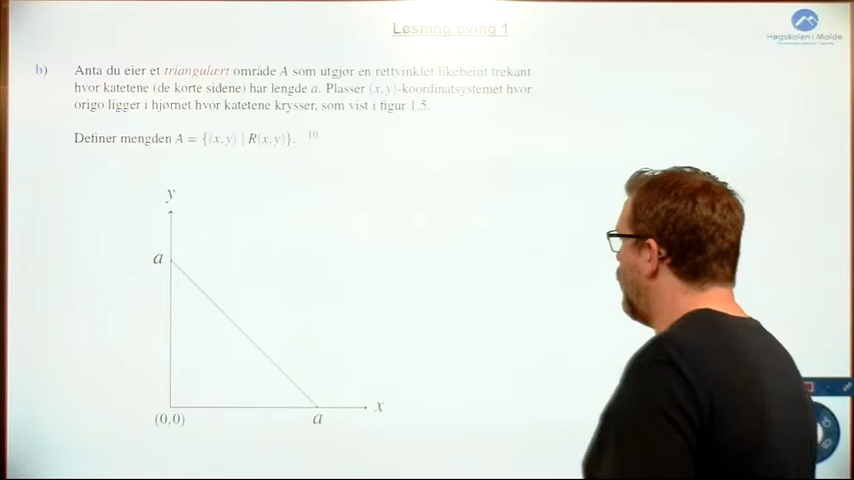 Løsning øving 1
Høgskolen i Molde
b) Anta du eier et triangulært område A som utgjør en rettvinklet likebeint trekant
hvor katetene (de korte sidene) har lengde a. Plasser (x,y)-koordinatsystemet hvor
origo ligger i hjørnet hvor katetene krysser, som vist i figur 1.5.
Definer mengden A = {(x,y) | R(x,y)}. 10
y
a
x
(0,0)
a